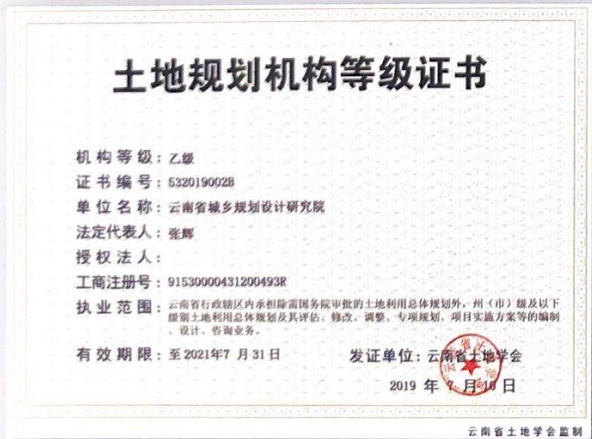 土地规划机构等级证书
机构等级：乙级
证书编号：532019002B
单位名称：云南省城乡规划设计研究院
法定代表人：张辉
授权法人：
工商注册号：91530000431200493R
执业范围：云南省行政辖区内承担除需国务院审批的土地利用总体规划外，州（市）级及以下
级别土地利用总体规划及其评估、修改、调整、专项规划、项目实施方案等的编制
、设计、咨询业务。
有效期限：至2021年7月31日
发证单位：云南省土地学会
2019年7月10日
云南省土地学会监制